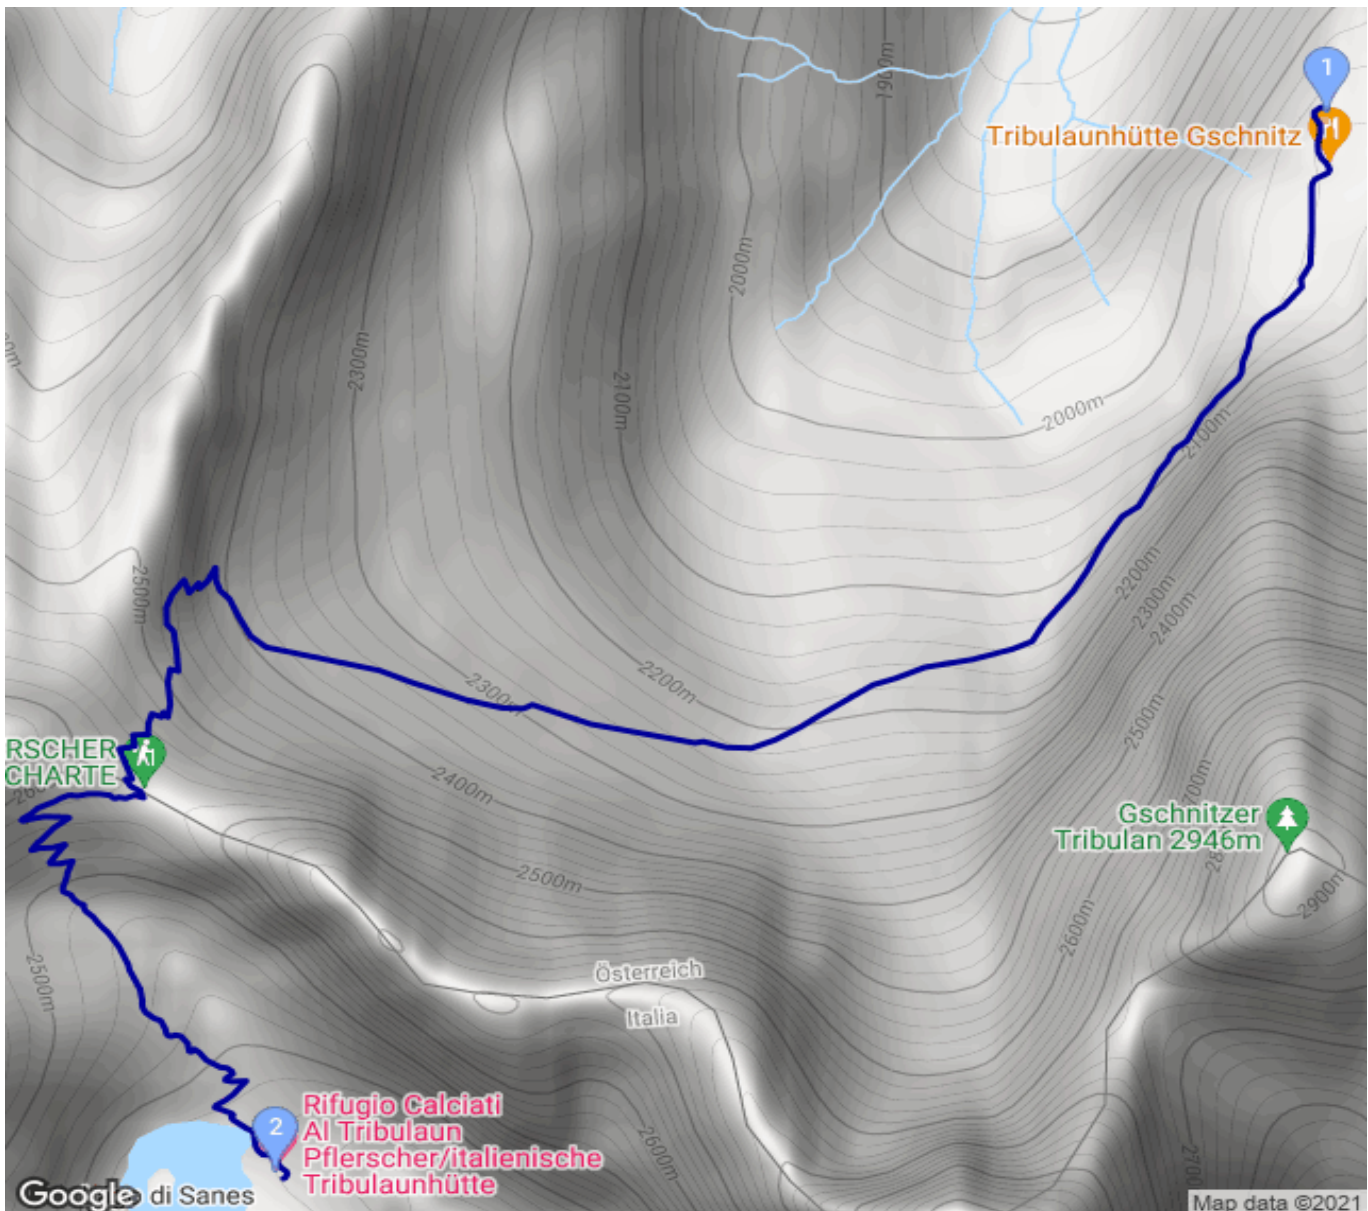 1900m
1
Tribulaunhütte Gschnitz
2000m
2300m
2100m
2000m
2100m
2500m
2200m
2300m
2400m
2200m
2300m
2500m
RSCHER
CHARTE
2400m
Gschnitzer
Tribulan 2946m
2500m
2900m
2600m
2500m
Österreich
Italia
2
Rifugio Calciati
Al Tribulaun
Pflerscher/italienische
Tribulaunhütte
2600m
Google
di Sanes
Map data ©2021